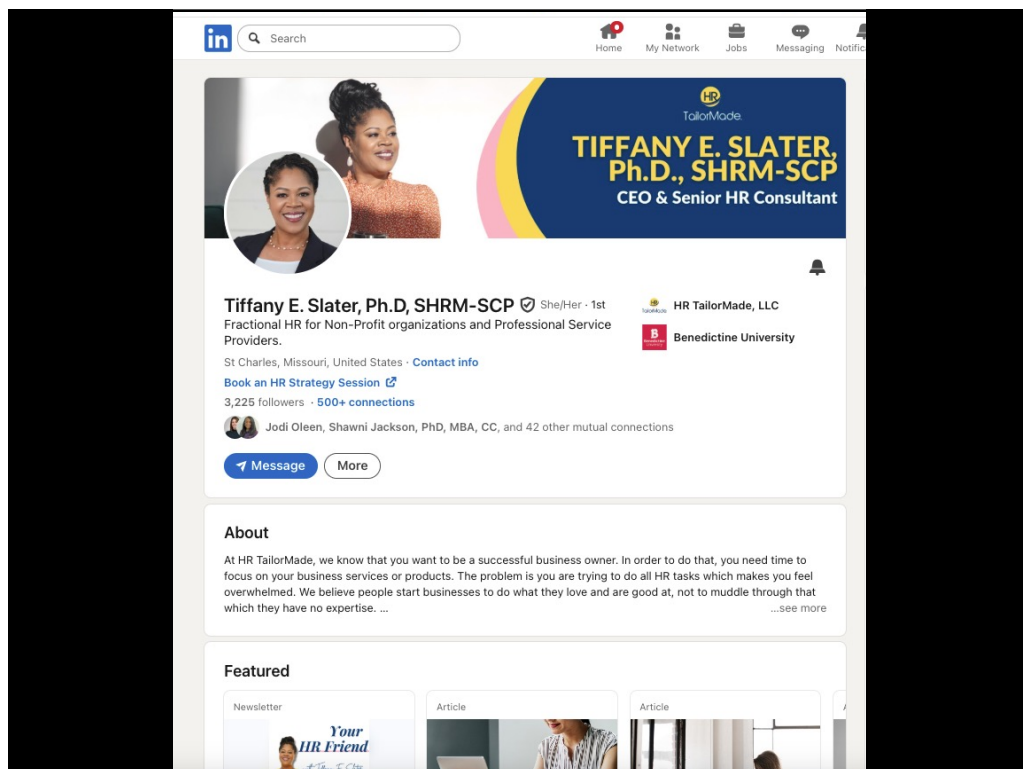 in
Search
Home
My Network
Jobs
Messaging
HR
TailorMade.
TIFFANY E. SLATER,
Ph.D., SHRM-SCP
CEO & Senior HR Consultant
Tiffany E. Slater, Ph.D, SHRM-SCP She/Her · 1st
Fractional HR for Non-Profit organizations and Professional Service
Providers.
St Charles, Missouri, United States · Contact info
Book an HR Strategy Session
3,225 followers · 500+ connections
Jodi Oleen, Shawni Jackson, PhD, MBA, CC, and 42 other mutual connections
Message
More
HR TailorMade, LLC
B
Benedictine University
About
At HR TailorMade, we know that you want to be a successful business owner. In order to do that, you need time to
focus on your business services or products. The problem is you are trying to do all HR tasks which makes you feel
overwhelmed. We believe people start businesses to do what they love and are good at, not to muddle through that
which they have no expertise. ...
...see more
Featured
Newsletter
Your
HR Friend
Article
Article